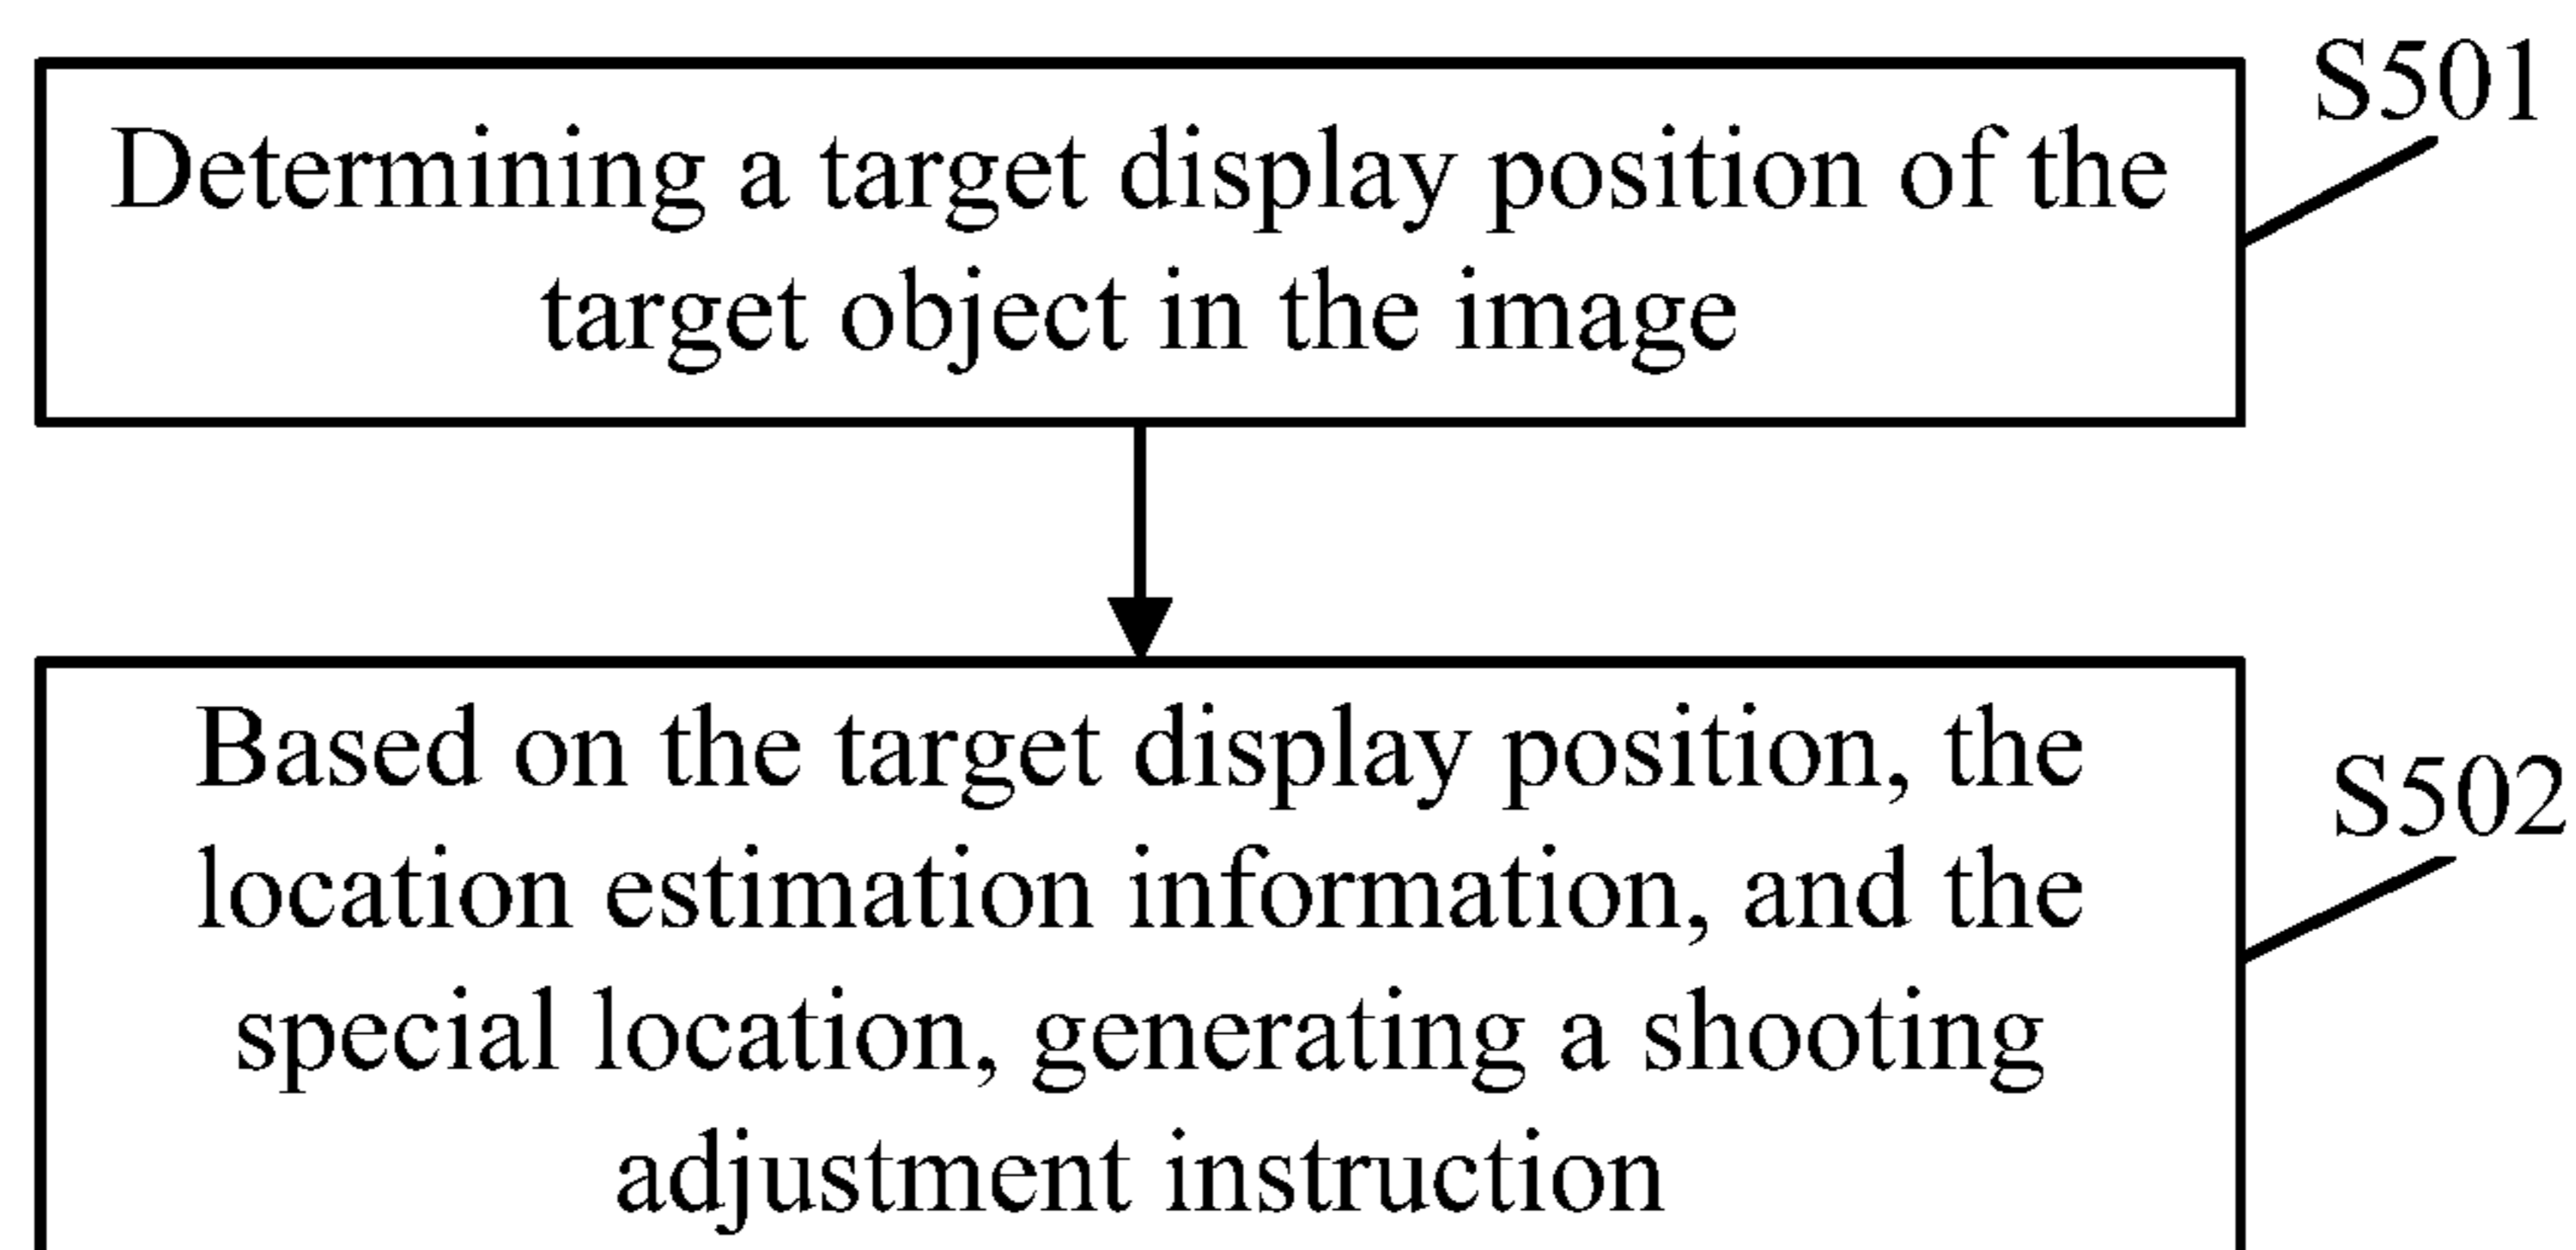 S501
Determining a target display position of the
target object in the image
Based on the target display position, the
S502
location estimation information, and the
special location, generating a shooting
adjustment instruction